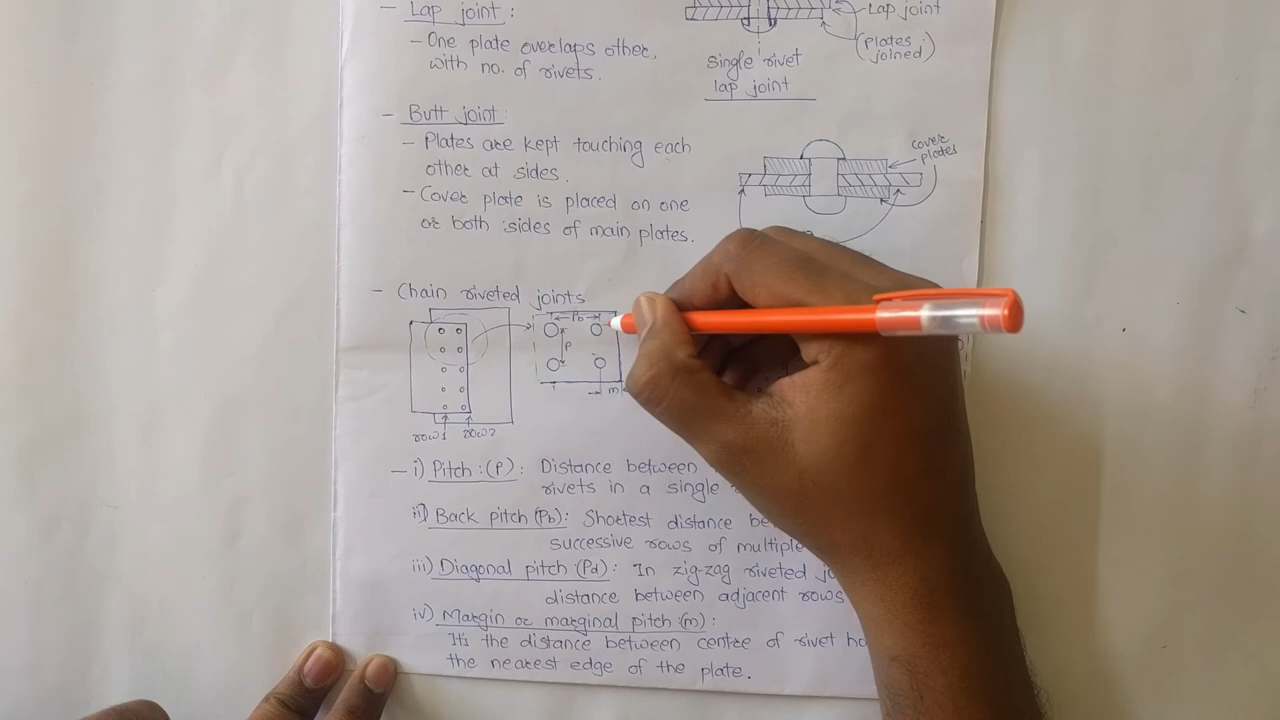 - Lap joint :
- One plate overlaps other,
with no. of rivets.
Lap joint
(plates
joined)
single rivet
lap joint
- Butt joint:
- Plates are kept touching each
other at sides.
- Cover plate is placed on one
or both sides of main plates.
cover
plates
- Chain riveted joints
Pb
P
m
row1 row2
- i) Pitch : (P) : Distance between
rivets in a single
ii) Back pitch (Pb) : Shortest distance
successive rows of multiple
iii) Diagonal pitch (Pd) : In zig-zag riveted
distance between adjacent rows
iv) Margin or marginal pitch (m) :
It's the distance between centre of rivet
the nearest edge of the plate.